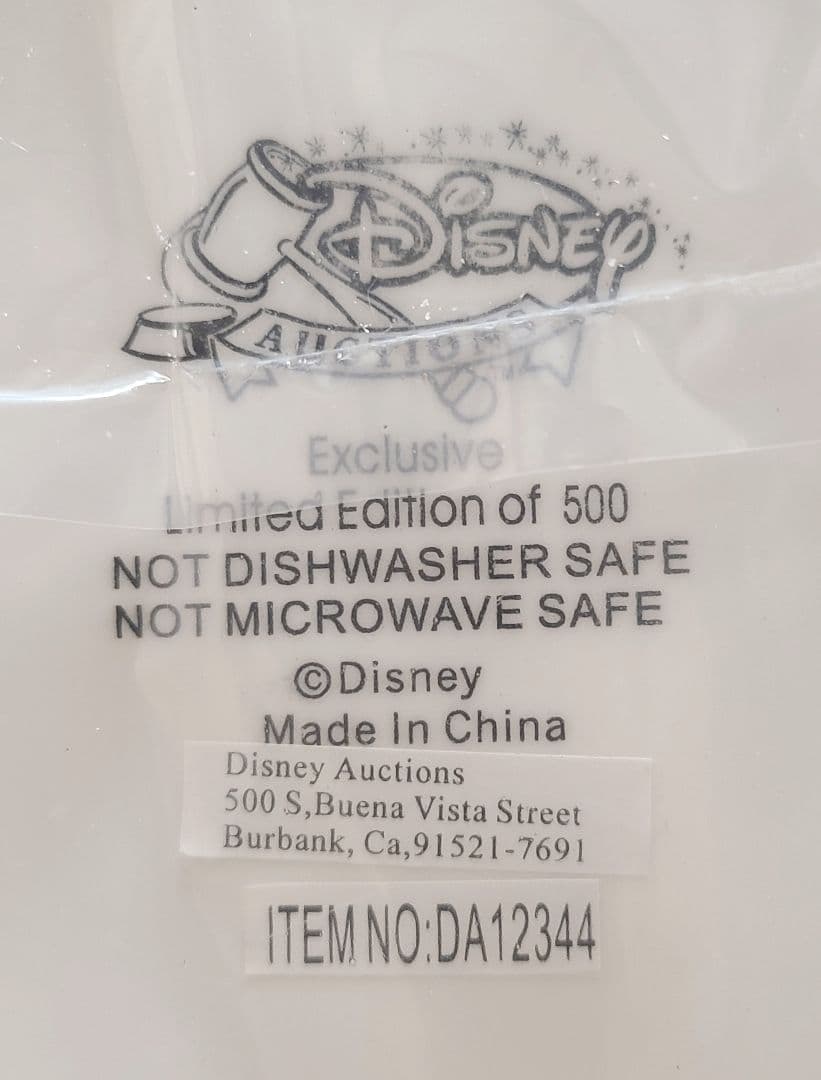 DISNEY
AUCTIONS
Exclusive
Limited Edition of 500
NOT DISHWASHER SAFE
NOT MICROWAVE SAFE
©Disney
Made In China
Disney Auctions
500 S,Buena Vista Street
Burbank, Ca,91521-7691
ITEM NO:DA12344